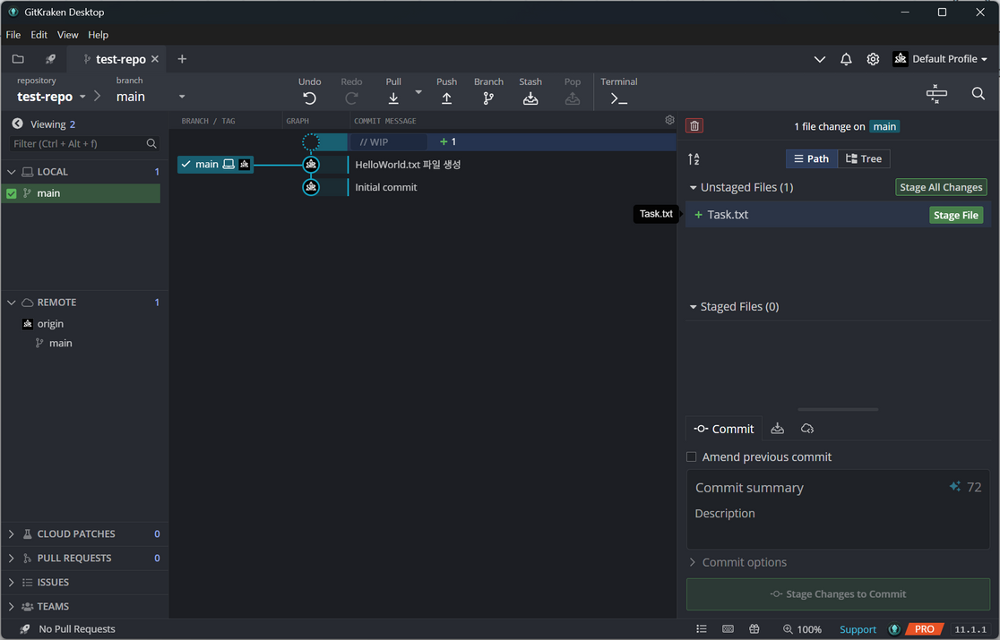 GitKraken Desktop
File Edit View Help
test-repo
Default Profile
repository branch
test-repo main
Undo Redo Pull Push Branch Stash Pop Terminal
Viewing 2
Filter (Ctrl + Alt + f)
LOCAL 1
main
REMOTE 1
origin
main
CLOUD PATCHES 0
PULL REQUESTS 0
ISSUES
TEAMS
BRANCH / TAG GRAPH COMMIT MESSAGE
// WIP + 1
main HelloWorld.txt 파일 생성
Initial commit
1 file change on main
Path Tree
Unstaged Files (1) Stage All Changes
Task.txt
+ Task.txt Stage File
Staged Files (0)
Commit
Amend previous commit
Commit summary 72
Description
Commit options
Stage Changes to Commit
No Pull Requests 100% Support PRO 11.1.1